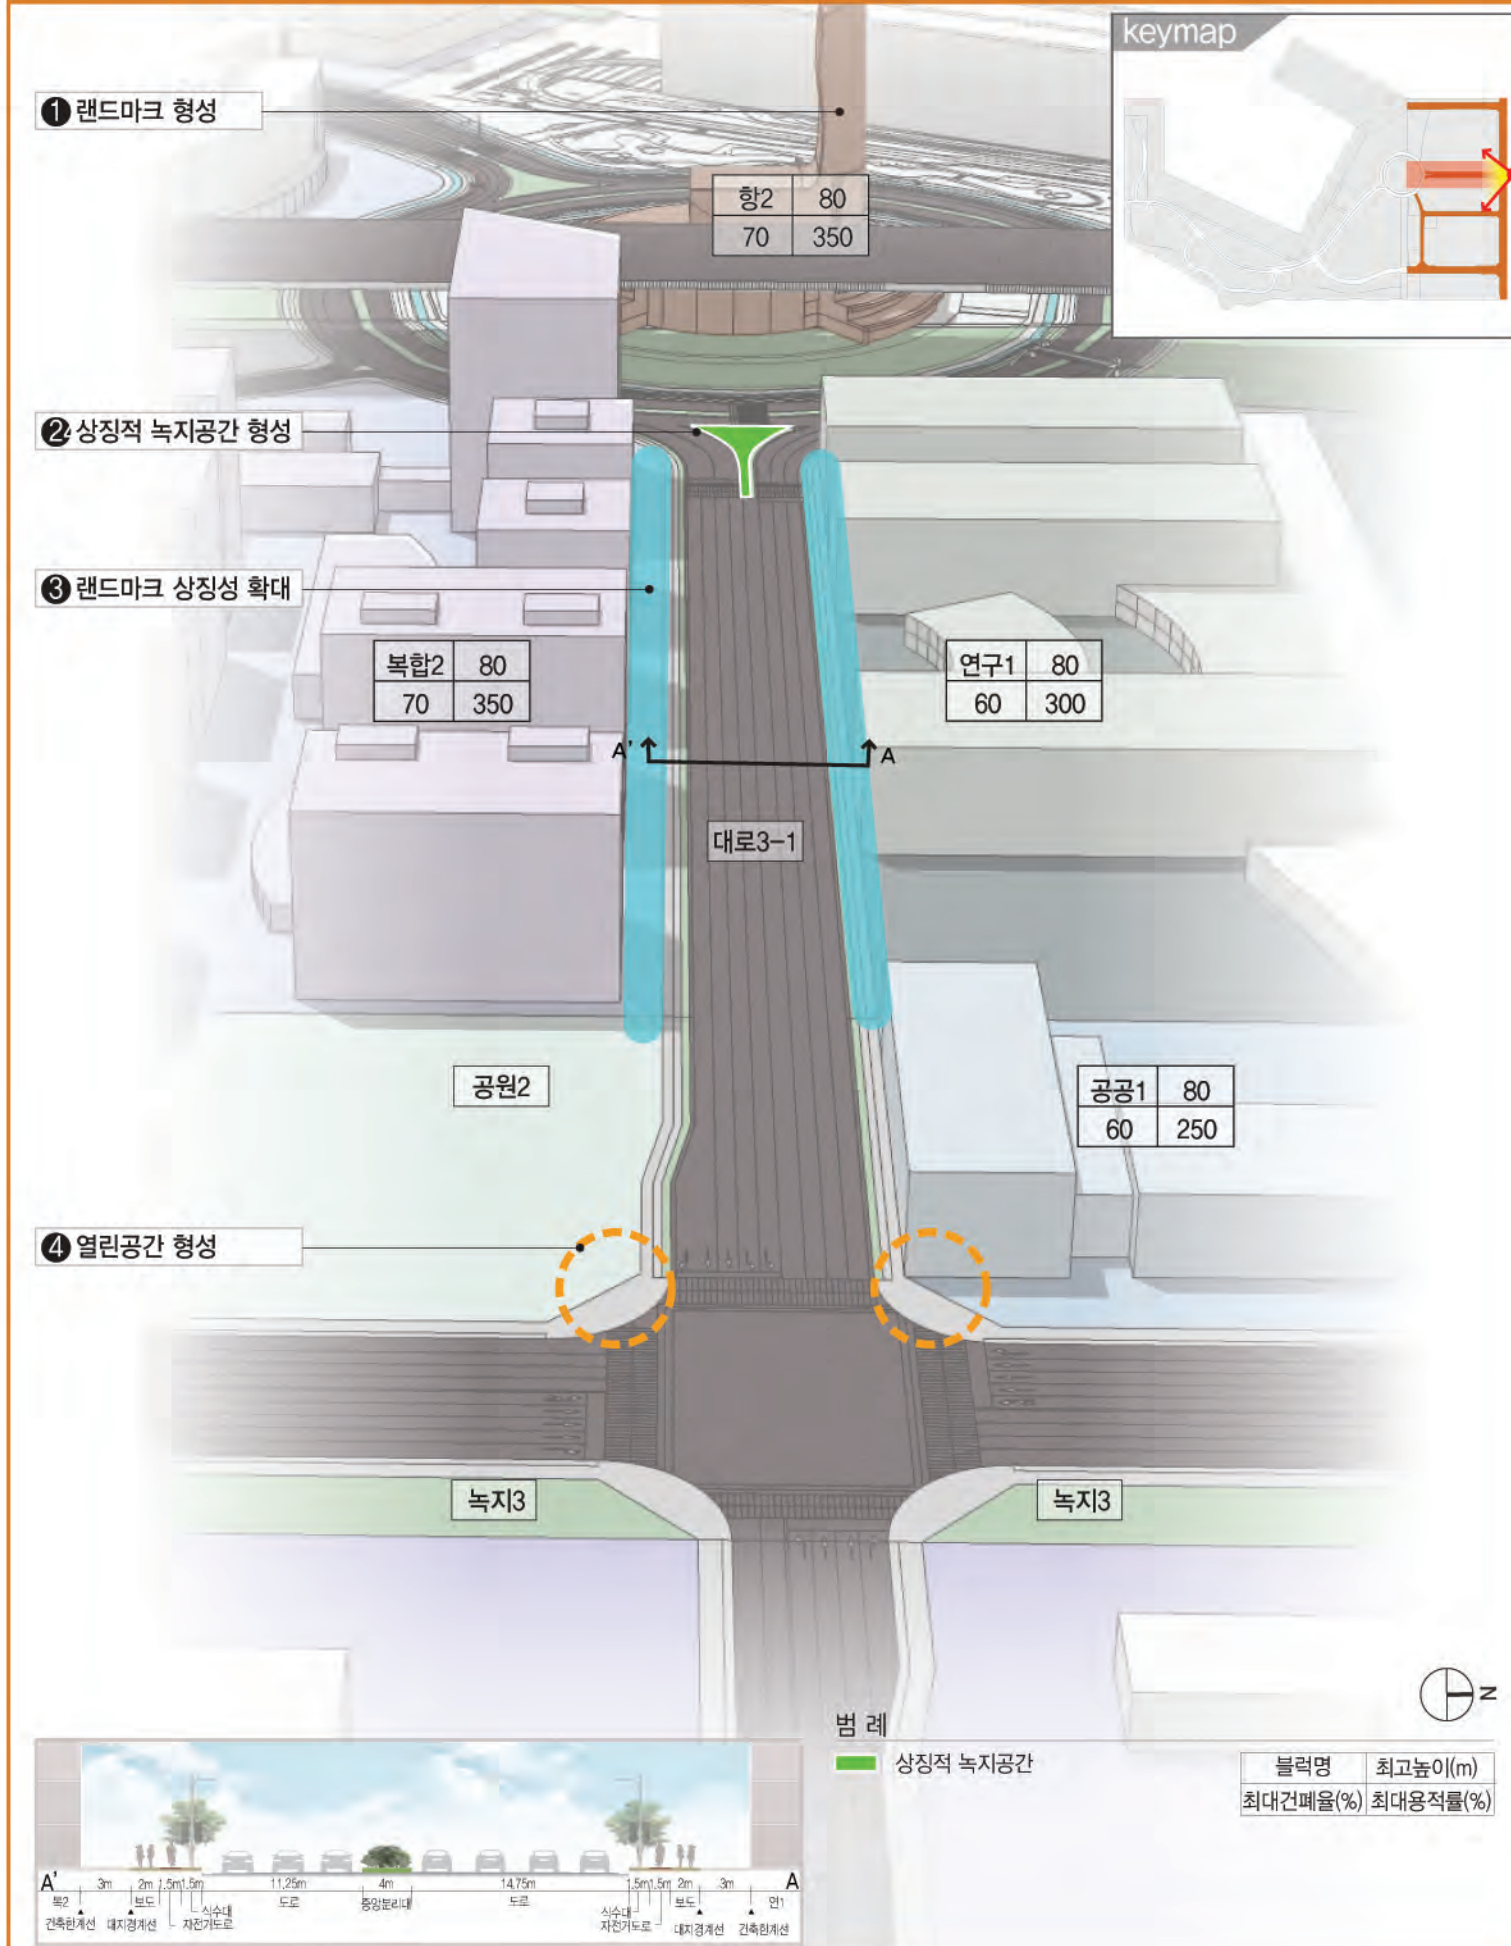 keymap
❶ 랜드마크 형성
항2 80
70 350
❷ 상징적 녹지공간 형성
❸ 랜드마크 상징성 확대
복합2 80
70 350
연구1 80
60 300
A' A
대로3-1
공원2
공공1 80
60 250
❹ 열린공간 형성
녹지3 녹지3
N
범 례
상징적 녹지공간
블럭명 최고높이(m)
최대건폐율(%) 최대용적률(%)
A' 3m 2m 1.5m 1.5m 11.25m 4m 14.75m 1.5m 1.5m 2m 3m A
복2 보도 식수대 도로 중앙분리대 도로 식수대 보도 연1
건축한계선 대지경계선 자전거도로 자전거도로 대지경계선 건축한계선